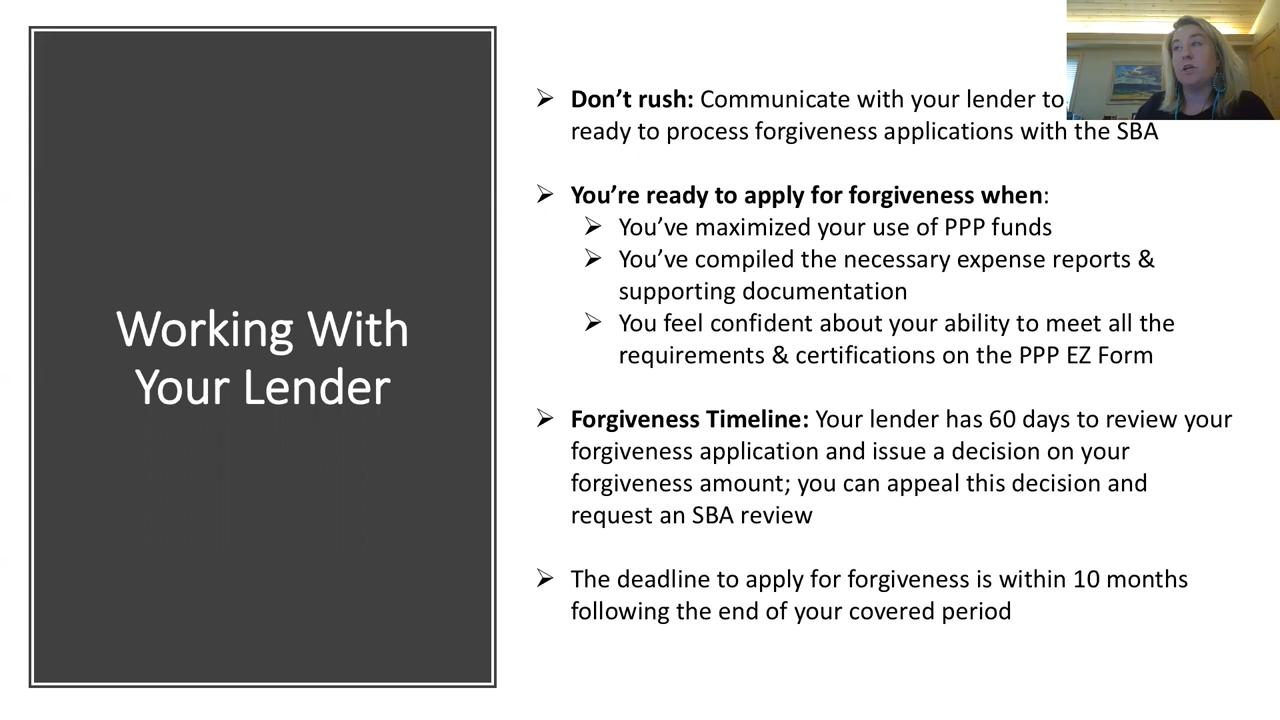 Working With
Your Lender
➢ Don’t rush: Communicate with your lender to
ready to process forgiveness applications with the SBA
➢ You’re ready to apply for forgiveness when:
➢ You’ve maximized your use of PPP funds
➢ You’ve compiled the necessary expense reports &
supporting documentation
➢ You feel confident about your ability to meet all the
requirements & certifications on the PPP EZ Form
➢ Forgiveness Timeline: Your lender has 60 days to review your
forgiveness application and issue a decision on your
forgiveness amount; you can appeal this decision and
request an SBA review
➢ The deadline to apply for forgiveness is within 10 months
following the end of your covered period